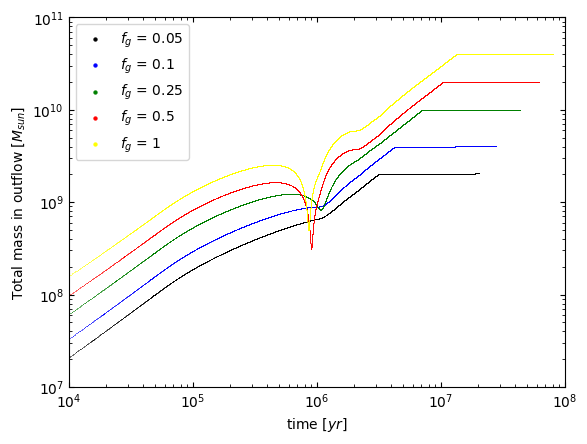 10^11
10^10
10^9
10^8
10^7
Total mass in outflow [M_sun]
f_g = 0.05
f_g = 0.1
f_g = 0.25
f_g = 0.5
f_g = 1
10^4 10^5 10^6 10^7 10^8
time [yr]